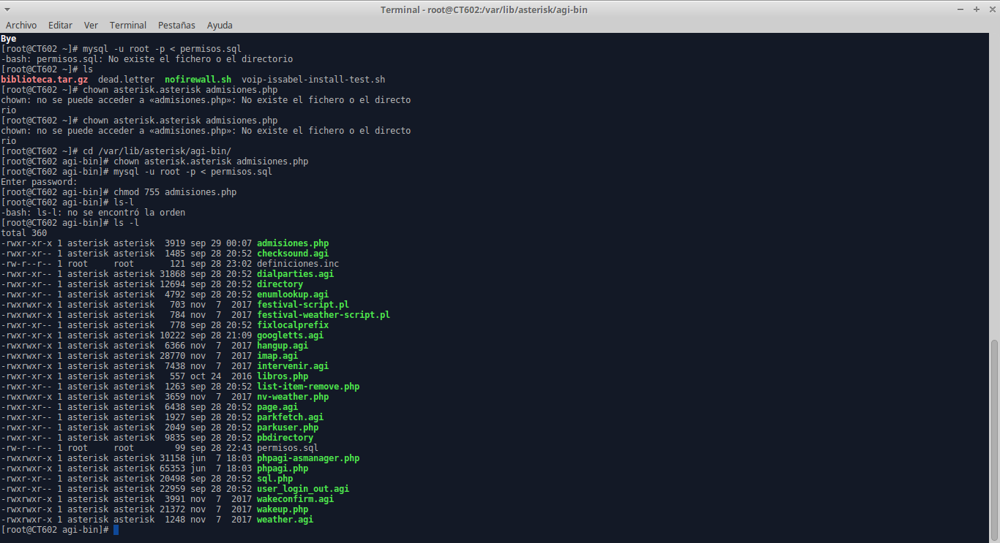 Terminal - root@CT602:/var/lib/asterisk/agi-bin
Archivo Editar Ver Terminal Pestañas Ayuda
Bye
[root@CT602 ~]# mysql -u root -p < permisos.sql
-bash: permisos.sql: No existe el fichero o el directorio
[root@CT602 ~]# ls
biblioteca.tar.gz  dead.letter  nofirewall.sh  voip-issabel-install-test.sh
[root@CT602 ~]# chown asterisk.asterisk admisiones.php
chown: no se puede acceder a «admisiones.php»: No existe el fichero o el directo
rio
[root@CT602 ~]# chown asterisk.asterisk admisiones.php
chown: no se puede acceder a «admisiones.php»: No existe el fichero o el directo
rio
[root@CT602 ~]# cd /var/lib/asterisk/agi-bin/
[root@CT602 agi-bin]# chown asterisk.asterisk admisiones.php
[root@CT602 agi-bin]# mysql -u root -p < permisos.sql
Enter password:
[root@CT602 agi-bin]# chmod 755 admisiones.php
[root@CT602 agi-bin]# ls-l
-bash: ls-l: no se encontró la orden
[root@CT602 agi-bin]# ls -l
total 360
-rwxr-xr-x 1 asterisk asterisk  3919 sep 29 00:07 admisiones.php
-rwxr-xr-- 1 asterisk asterisk  1485 sep 28 20:52 checksound.agi
-rw-r--r-- 1 root     root       121 sep 28 23:02 definiciones.inc
-rwxr-xr-- 1 asterisk asterisk 31868 sep 28 20:52 dialparties.agi
-rwxr-xr-- 1 asterisk asterisk 12694 sep 28 20:52 directory
-rwxr-xr-- 1 asterisk asterisk  4792 sep 28 20:52 enumlookup.agi
-rwxrwxr-x 1 asterisk asterisk   703 nov  7  2017 festival-script.pl
-rwxrwxr-x 1 asterisk asterisk   784 nov  7  2017 festival-weather-script.pl
-rwxr-xr-- 1 asterisk asterisk   778 sep 28 20:52 fixlocalprefix
-rwxr-xr-x 1 asterisk asterisk 10222 sep 28 21:09 googletts.agi
-rwxrwxr-x 1 asterisk asterisk  6366 nov  7  2017 hangup.agi
-rwxrwxr-x 1 asterisk asterisk 28770 nov  7  2017 imap.agi
-rwxrwxr-x 1 asterisk asterisk  7438 nov  7  2017 intervenir.agi
-rwxr-xr-x 1 asterisk asterisk   557 oct 24  2016 libros.php
-rwxr-xr-- 1 asterisk asterisk  1263 sep 28 20:52 list-item-remove.php
-rwxrwxr-x 1 asterisk asterisk  3659 nov  7  2017 nv-weather.php
-rwxr-xr-- 1 asterisk asterisk  6438 sep 28 20:52 page.agi
-rwxr-xr-- 1 asterisk asterisk  1927 sep 28 20:52 parkfetch.agi
-rwxr-xr-- 1 asterisk asterisk  2049 sep 28 20:52 parkuser.php
-rwxr-xr-- 1 asterisk asterisk  9835 sep 28 20:52 pbdirectory
-rw-r--r-- 1 root     root        99 sep 28 22:43 permisos.sql
-rwxrwxr-x 1 asterisk asterisk 31158 jun  7 18:03 phpagi-asmanager.php
-rwxrwxr-x 1 asterisk asterisk 65353 jun  7 18:03 phpagi.php
-rwxr-xr-- 1 asterisk asterisk 20498 sep 28 20:52 sql.php
-rwxr-xr-- 1 asterisk asterisk 22959 sep 28 20:52 user_login_out.agi
-rwxrwxr-x 1 asterisk asterisk  3991 nov  7  2017 wakeconfirm.agi
-rwxrwxr-x 1 asterisk asterisk 21372 nov  7  2017 wakeup.php
-rwxrwxr-x 1 asterisk asterisk  1248 nov  7  2017 weather.agi
[root@CT602 agi-bin]#